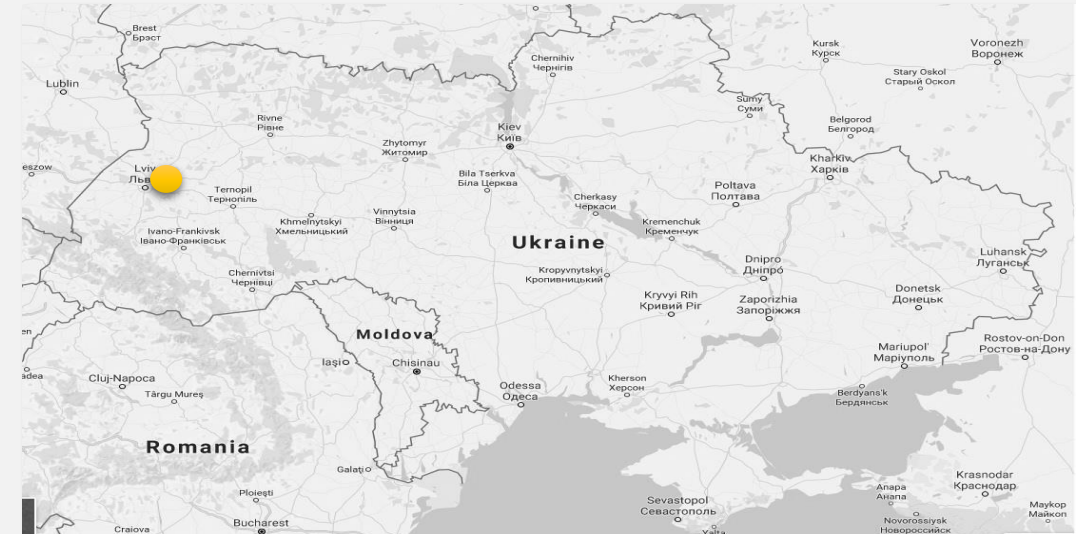 Brest
Брэст
Chernihiv
Чернігів
Kursk
Курск
Voronezh
Воронеж
Lublin
Stary Oskol
Старый Оскол
Sumy
Суми
Rivne
Рівне
Kiev
Київ
Belgorod
Белгород
Zhytomyr
Житомир
Kharkiv
Харків
eszow
Lviv
Ternopil
Тернопіль
Bila Tserkva
Біла Церква
Poltava
Полтава
Cherkasy
Черкаси
Vinnytsia
Вінниця
Khmelnytskyi
Хмельницький
Kremenchuk
Кременчук
Ivano-Frankivsk
Івано-Франківськ
Ukraine
Luhansk
Луганськ
Dnipro
Дніпро́
Chernivtsi
Чернівці
Kropyvnytskyi
Кропивницький
Donetsk
Донецьк
Kryvyi Rih
Кривий Ріг
Zaporizhia
Запоріжжя
en
Moldova
Rostov-on-Don
Ростов-на-Дону
Mariupol'
Маріуполь
Iași
Chisinau
adea
Cluj-Napoca
Târgu Mureș
Odessa
Одеса
Kherson
Херсон
Berdyans'k
Бердянськ
Romania
Galați
Krasnodar
Краснодар
Ploiești
Anapa
Анапа
Sevastopol
Севастополь
Maykop
Майкоп
Bucharest
Novorossiysk
Новороссийск
Craiova
Yalta